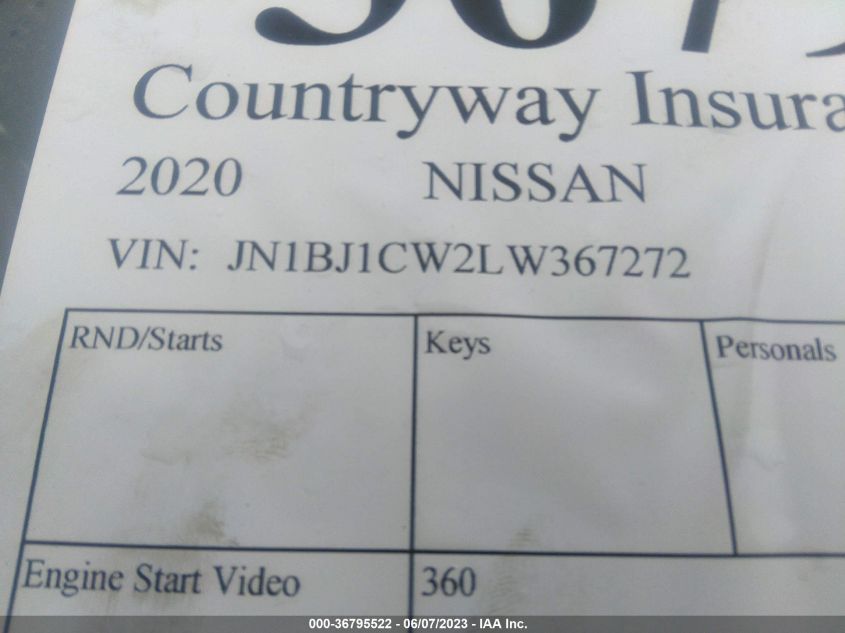 Countryway Insura
2020 NISSAN
VIN: JN1BJ1CW2LW367272
RND/Starts Keys Personals
Engine Start Video 360
000-36795522 - 06/07/2023 - IAA Inc.